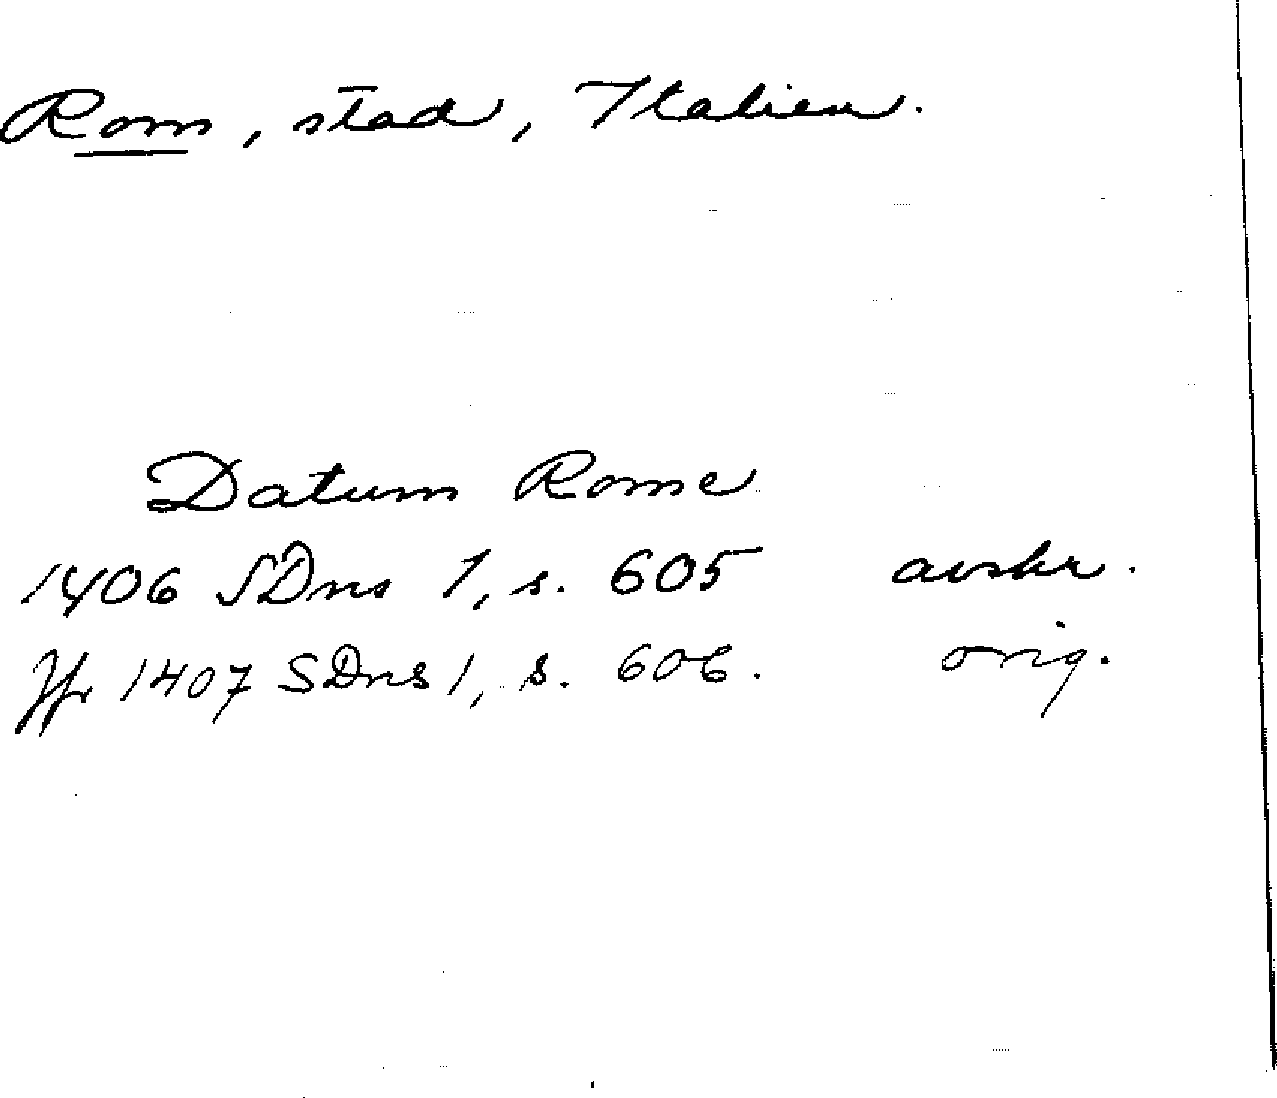 Rom, stad, Italien.
Datum Rome
1406 SDns 1, s. 605 avskr.
Jfr 1407 SDns 1, s. 606. orig.